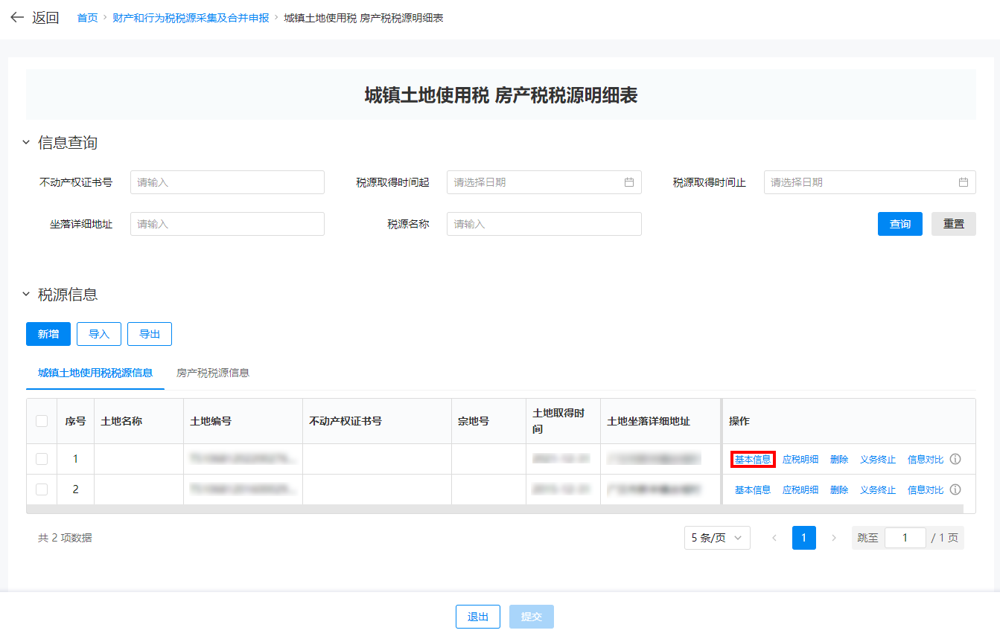 返回 首页 › 财产和行为税税源采集及合并申报 › 城镇土地使用税 房产税税源明细表
城镇土地使用税 房产税税源明细表
信息查询
不动产权证书号 请输入 税源取得时间起 请选择日期 税源取得时间止 请选择日期
坐落详细地址 请输入 税源名称 请输入 查询 重置
税源信息
新增 导入 导出
城镇土地使用税税源信息 房产税税源信息
序号 土地名称 土地编号 不动产权证书号 宗地号 土地取得时间 土地坐落详细地址 操作
1 基本信息 应税明细 删除 义务终止 信息对比
2 基本信息 应税明细 删除 义务终止 信息对比
共 2 项数据 5 条/页 1 跳至 1 / 1 页
退出 提交